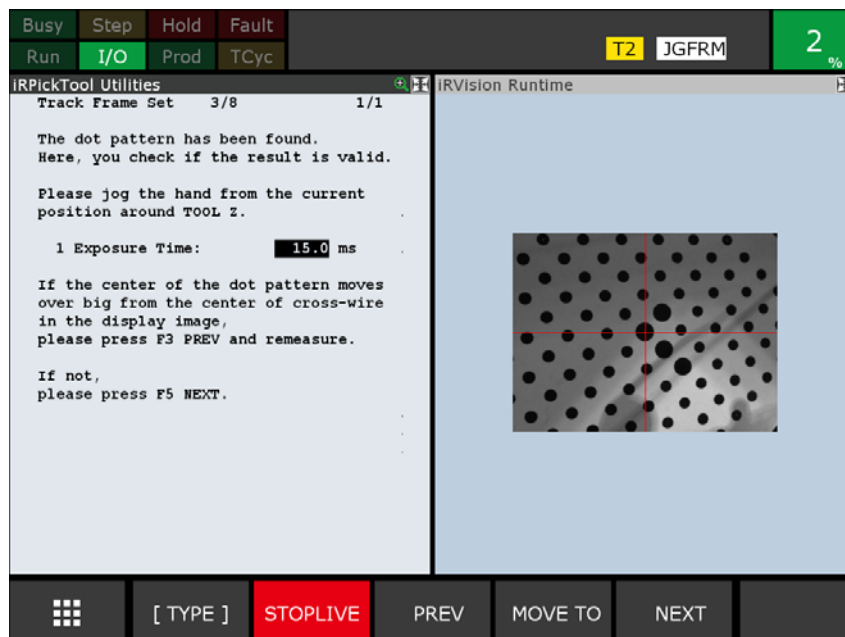 Busy Step Hold Fault
Run I/O Prod TCyc
T2 JGFRM
2 %
iRPickTool Utilities
Track Frame Set 3/8 1/1
The dot pattern has been found.
Here, you check if the result is valid.
Please jog the hand from the current
position around TOOL Z.
1 Exposure Time: 15.0 ms
If the center of the dot pattern moves
over big from the center of cross-wire
in the display image,
please press F3 PREV and remeasure.
If not,
please press F5 NEXT.
iRVision Runtime
[ TYPE ] STOPLIVE PREV MOVE TO NEXT